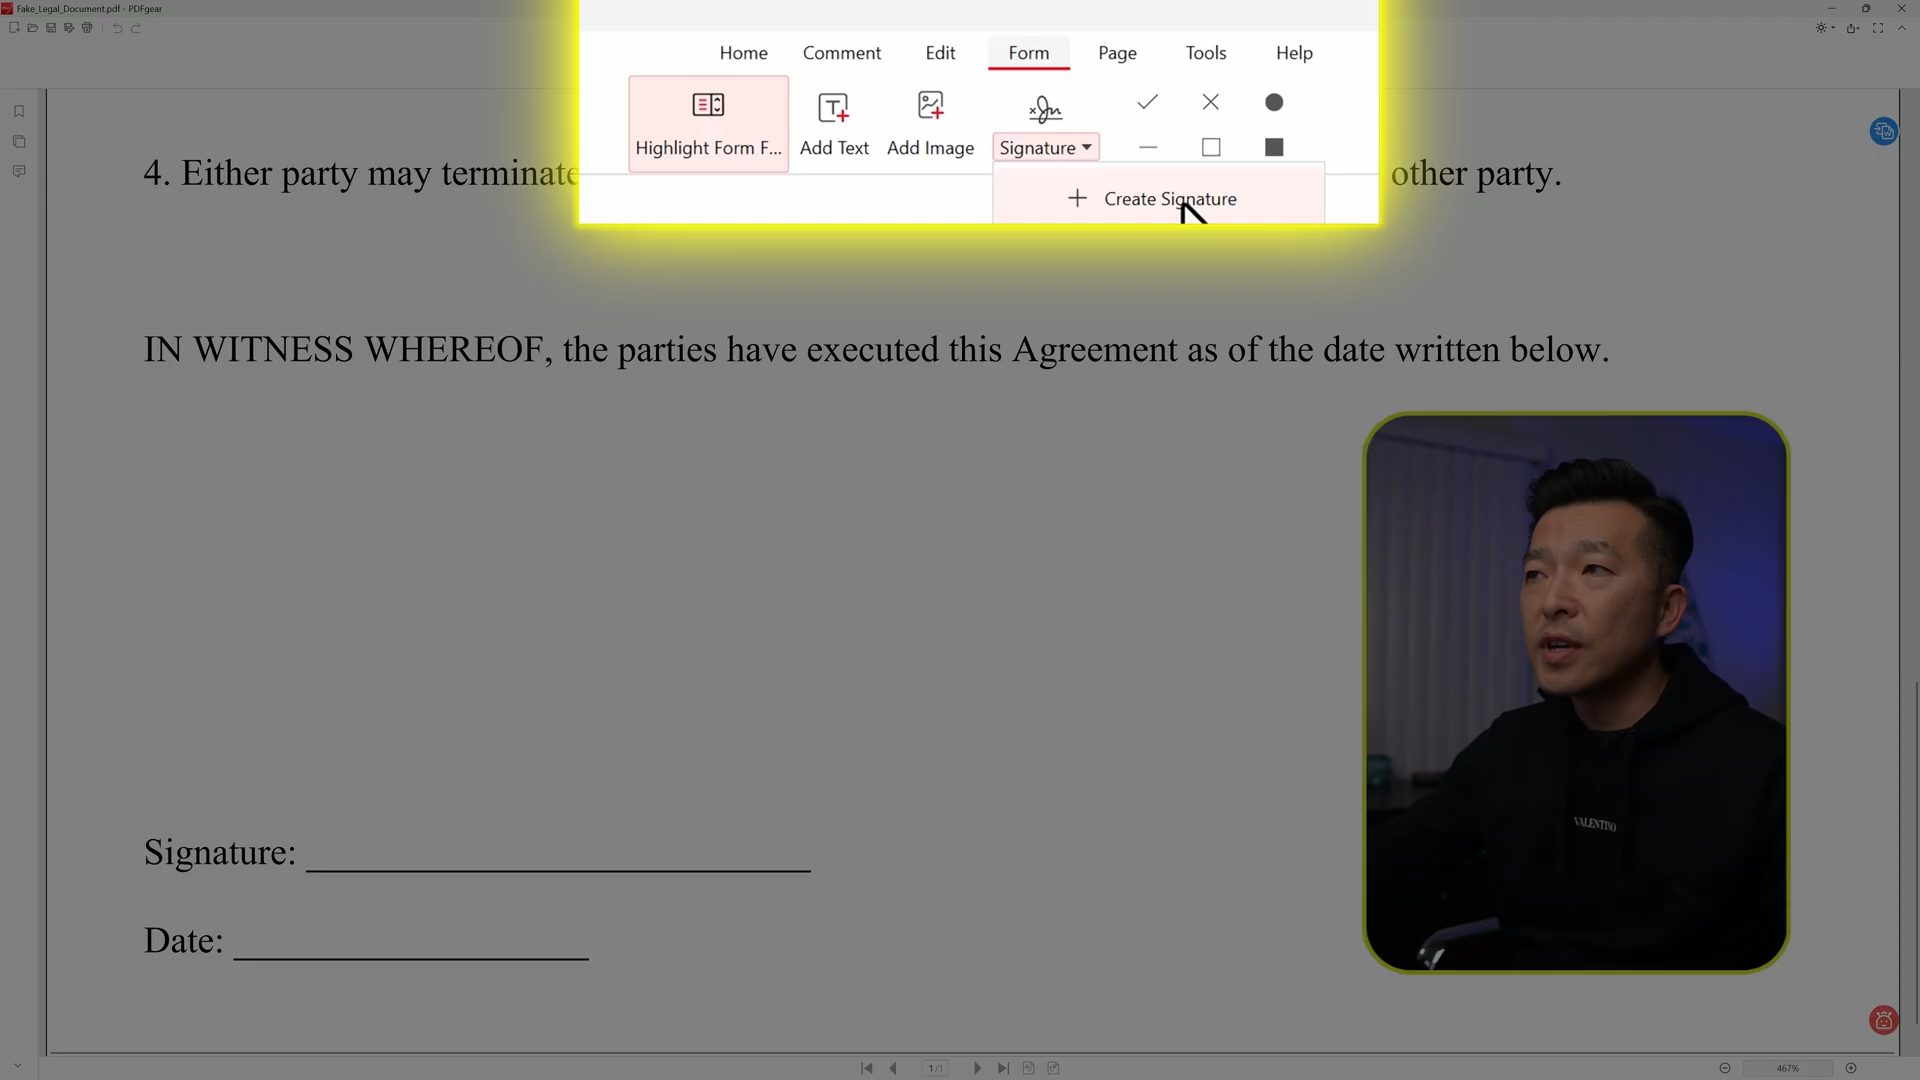 Fake_Legal_Document.pdf - PDFgear
Home Comment Edit Form Page Tools Help
Highlight Form F... Add Text Add Image Signature
Create Signature
4. Either party may terminate other party.
IN WITNESS WHEREOF, the parties have executed this Agreement as of the date written below.
VALENTINO
Signature:
Date:
1 /1
467%